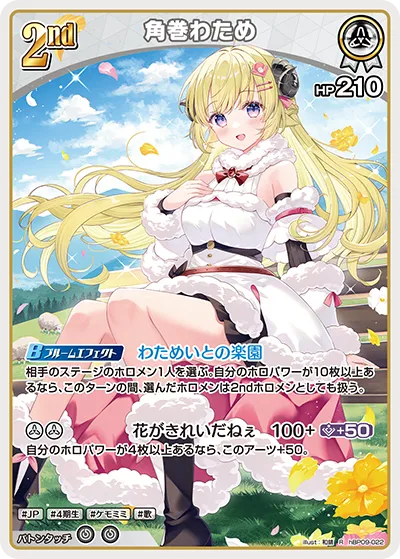 2nd
角巻わため
HP 210
B ブルームエフェクト わためいとの楽園
相手のステージのホロメン1人を選ぶ。自分のホロパワーが10枚以上あ
るなら、このターンの間、選んだホロメンは2ndホロメンとしても扱う。
花がきれいだねぇ 100+ +50
自分のホロパワーが4枚以上あるなら、このアーツ+50。
#JP #4期生 #ケモミミ #歌
バトンタッチ
illust : 和錆 R hBP09-022